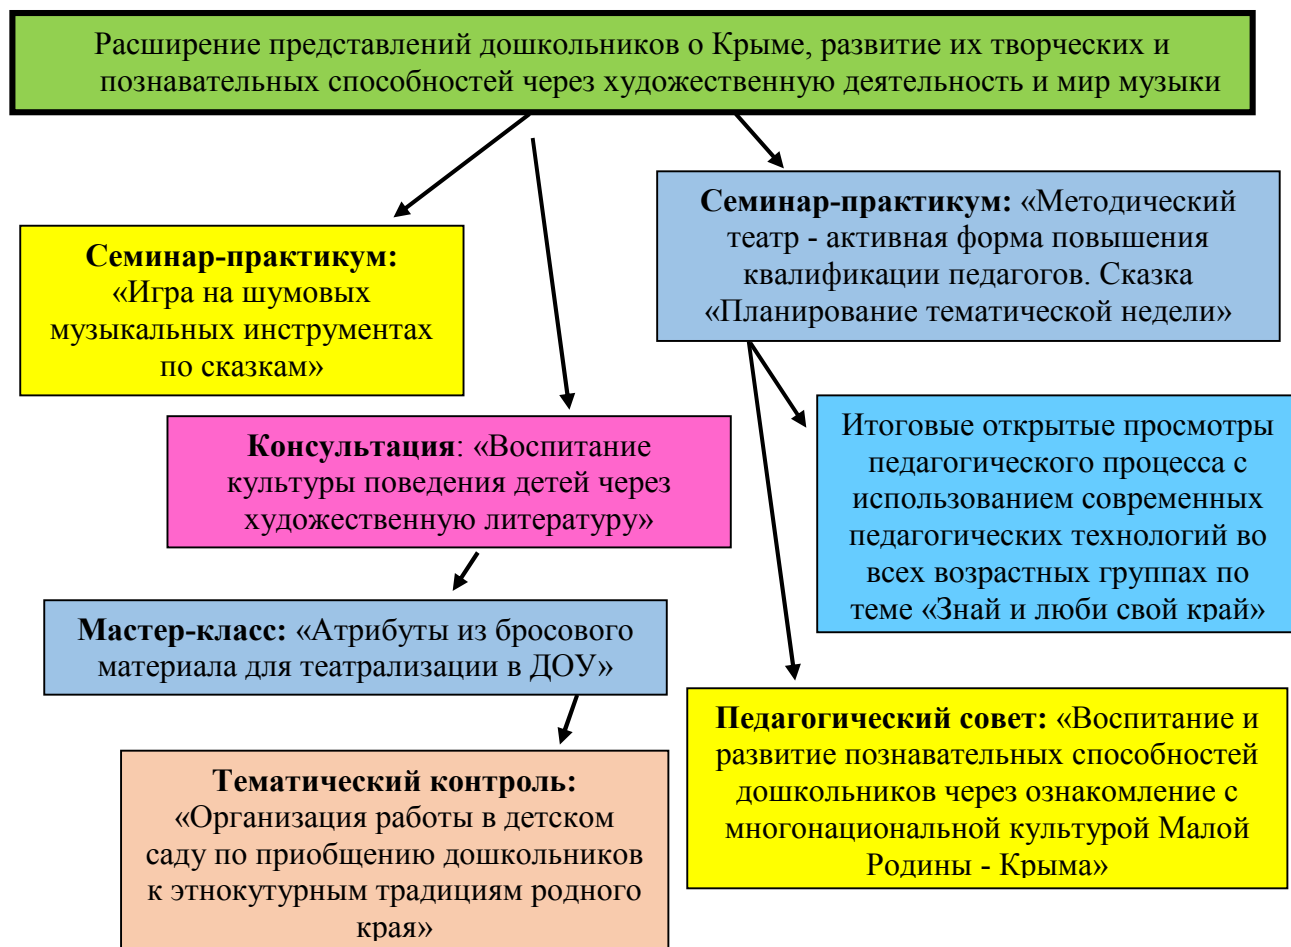 Расширение представлений дошкольников о Крыме, развитие их творческих и
познавательных способностей через художественную деятельность и мир музыки
Семинар-практикум:
«Игра на шумовых
музыкальных инструментах
по сказкам»
Семинар-практикум: «Методический
театр - активная форма повышения
квалификации педагогов. Сказка
«Планирование тематической недели»
Консультация: «Воспитание
культуры поведения детей через
художественную литературу»
Итоговые открытые просмотры
педагогического процесса с
использованием современных
педагогических технологий во
всех возрастных группах по
теме «Знай и люби свой край»
Мастер-класс: «Атрибуты из бросового
материала для театрализации в ДОУ»
Педагогический совет: «Воспитание и
развитие познавательных способностей
дошкольников через ознакомление с
многонациональной культурой Малой
Родины - Крыма»
Тематический контроль:
«Организация работы в детском
саду по приобщению дошкольников
к этнокутурным традициям родного
края»